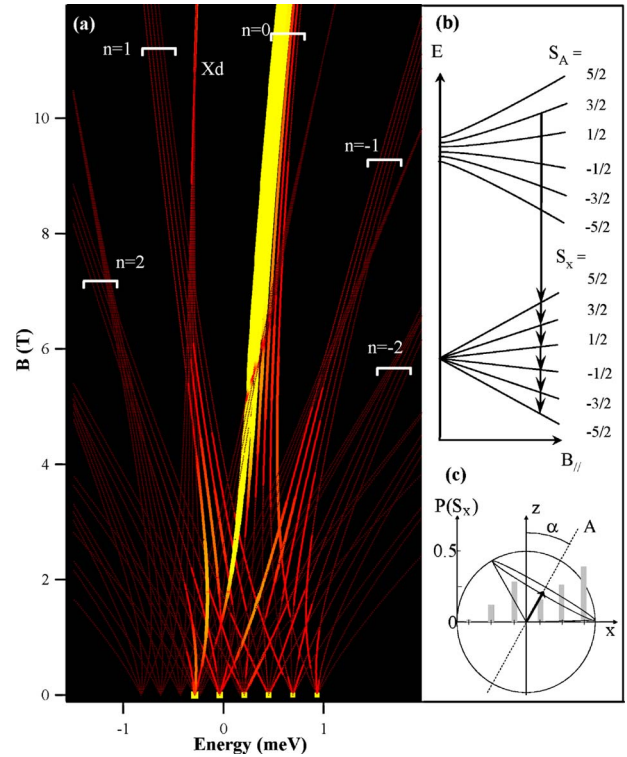 (a)
n=0
n=1
Xd
n=-1
n=2
n=-2
10
8
6
4
2
0
B (T)
-1
0
1
Energy (meV)
(b)
E
S_A =
5/2
3/2
1/2
-1/2
-3/2
-5/2
S_x =
5/2
3/2
1/2
-1/2
-3/2
-5/2
B_//
(c)
P(S_x)
z
α
A
0.5
0
x